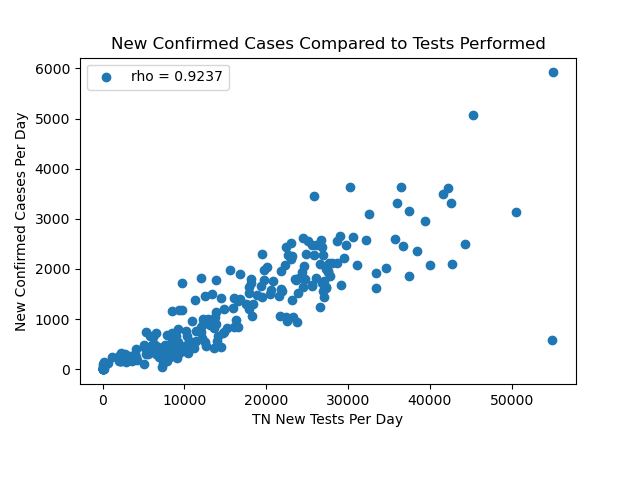 New Confirmed Cases Compared to Tests Performed
rho = 0.9237
6000
5000
4000
3000
2000
1000
0
New Confirmed Caeses Per Day
0 10000 20000 30000 40000 50000
TN New Tests Per Day